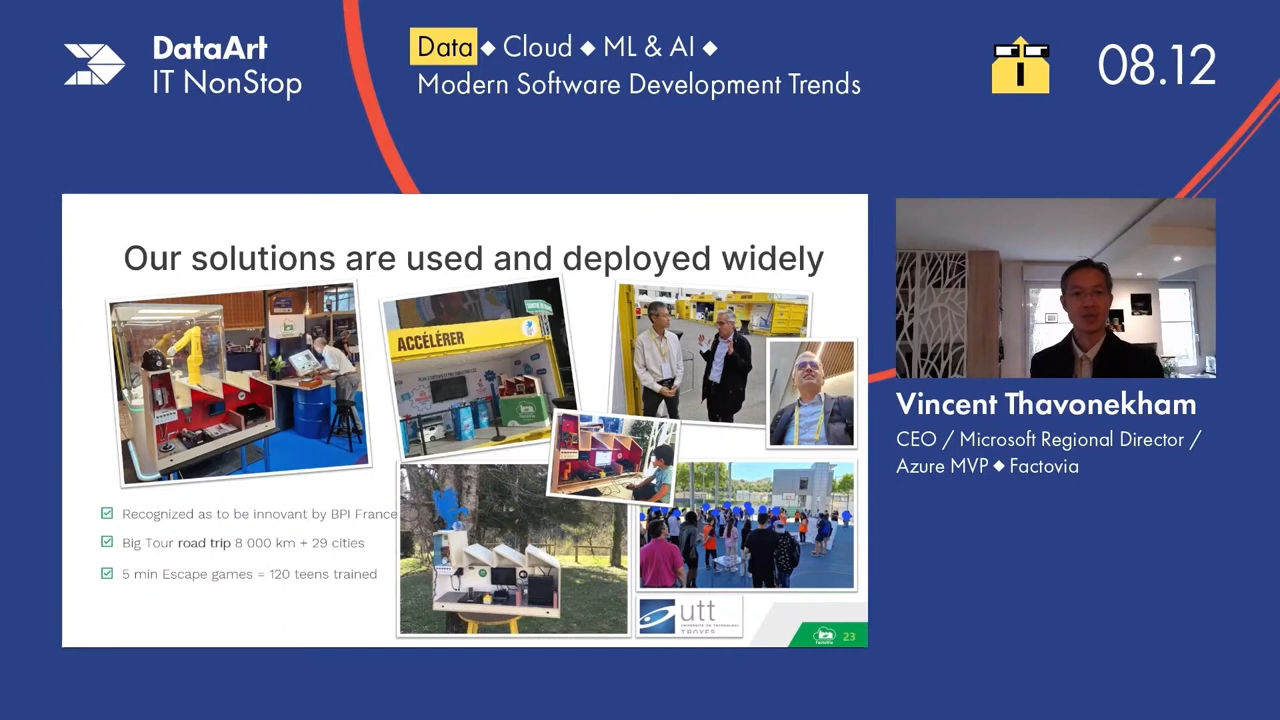 DataArt
IT NonStop
Data ◆ Cloud ◆ ML & AI ◆
Modern Software Development Trends
08.12
Our solutions are used and deployed widely
ACCÉLÉRER
Recognized as to be innovant by BPI France
Big Tour road trip 8 000 km + 29 cities
5 min Escape games = 120 teens trained
utt
UNIVERSITÉ DE TECHNOLOGIE
TROYES
factovia
23
Vincent Thavonekham
CEO / Microsoft Regional Director /
Azure MVP ◆ Factovia